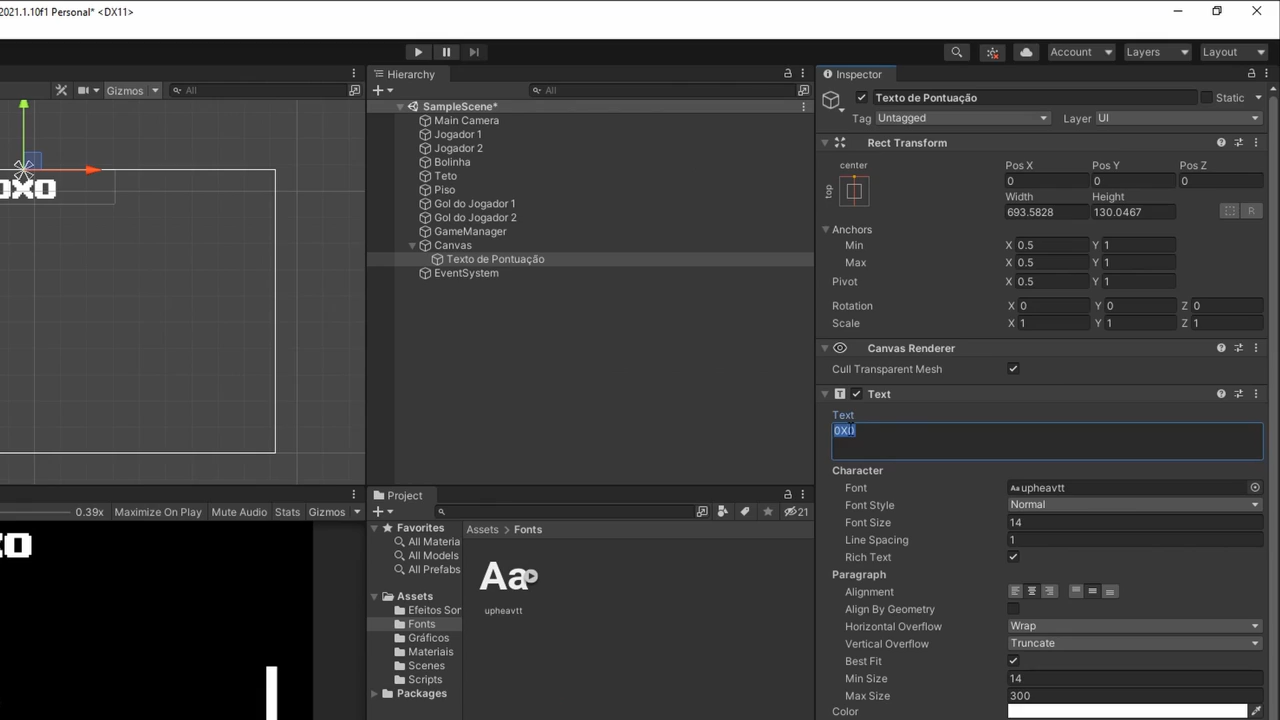 2021.1.10f1 Personal* <DX11>
Account
Layers
Layout
Gizmos
All
0X0
Hierarchy
All
SampleScene*
Main Camera
Jogador 1
Jogador 2
Bolinha
Teto
Piso
Gol do Jogador 1
Gol do Jogador 2
GameManager
Canvas
Texto de Pontuação
EventSystem
0.39x
Maximize On Play
Mute Audio
Stats
Gizmos
X0
Project
21
Favorites
All Materia
All Models
All Prefabs
Assets
Efeitos Sor
Fonts
Gráficos
Materiais
Scenes
Scripts
Packages
Assets
Fonts
Aa
upheavtt
Inspector
Texto de Pontuação
Static
Tag Untagged
Layer UI
Rect Transform
center
top
Pos X Pos Y Pos Z
0 0 0
Width Height
693.5828 130.0467
R
Anchors
Min X 0.5 Y 1
Max X 0.5 Y 1
Pivot X 0.5 Y 1
Rotation X 0 Y 0 Z 0
Scale X 1 Y 1 Z 1
Canvas Renderer
Cull Transparent Mesh
T Text
Text
0X0
Character
Font Aa upheavtt
Font Style Normal
Font Size 14
Line Spacing 1
Rich Text
Paragraph
Alignment
Align By Geometry
Horizontal Overflow Wrap
Vertical Overflow Truncate
Best Fit
Min Size 14
Max Size 300
Color